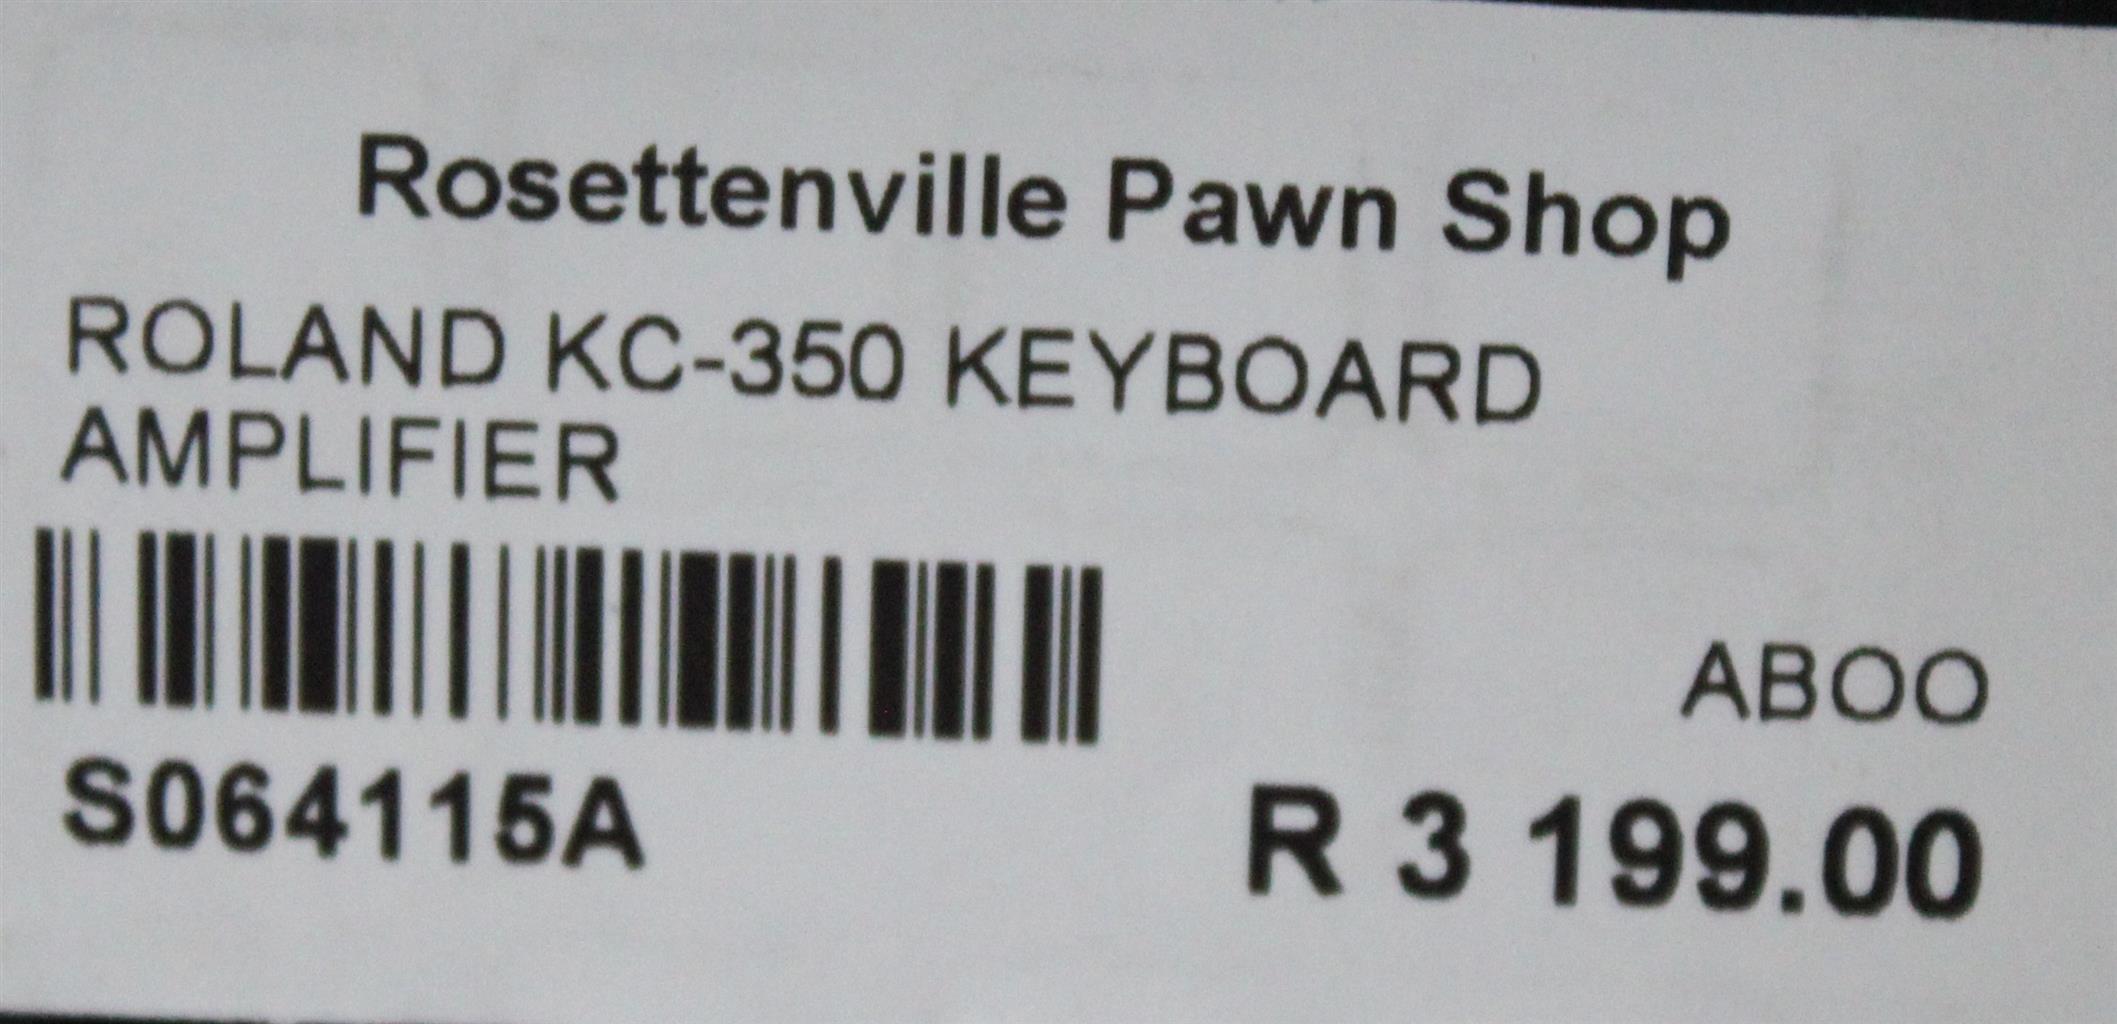 Rosettenville Pawn Shop
ROLAND KC-350 KEYBOARD
AMPLIFIER
ABOO
S064115A
R 3 199.00